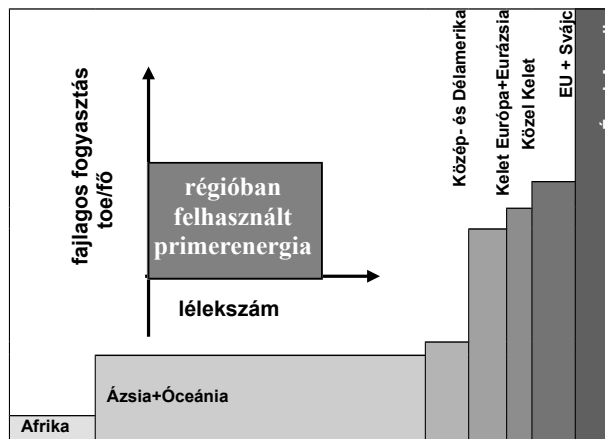 fajlagos fogyasztás
toe/fő
régióban
felhasznált
primerenergia
lélekszám
Afrika
Ázsia+Óceánia
Közép- és Délamerika
Kelet Európa+Eurázsia
Közel Kelet
EU + Svájc